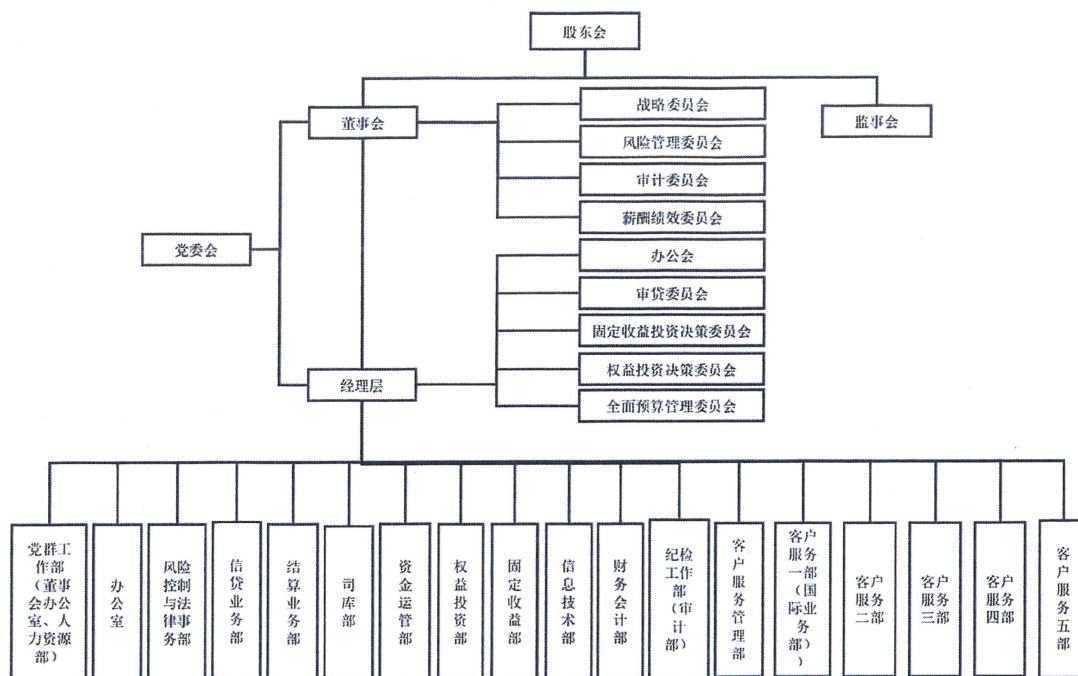 股东会
董事会
监事会
战略委员会
风险管理委员会
审计委员会
薪酬绩效委员会
党委会
办公会
审贷委员会
固定收益投资决策委员会
权益投资决策委员会
经理层
全面预算管理委员会
党群工
作部
（董事
会办公
室、人
力资源
部）
办公室
风险
控制
与法
律事
务部
信贷业务部
结算业务部
司库部
资金运管部
权益投资部
固定收益部
信息技术部
财务会计部
纪检
工作
部（审计部）
客户服务管理部
客户服务一部（国际业务部）
客户
服务
二部
客户
服务
三部
客户
服务
四部
客户服务五部